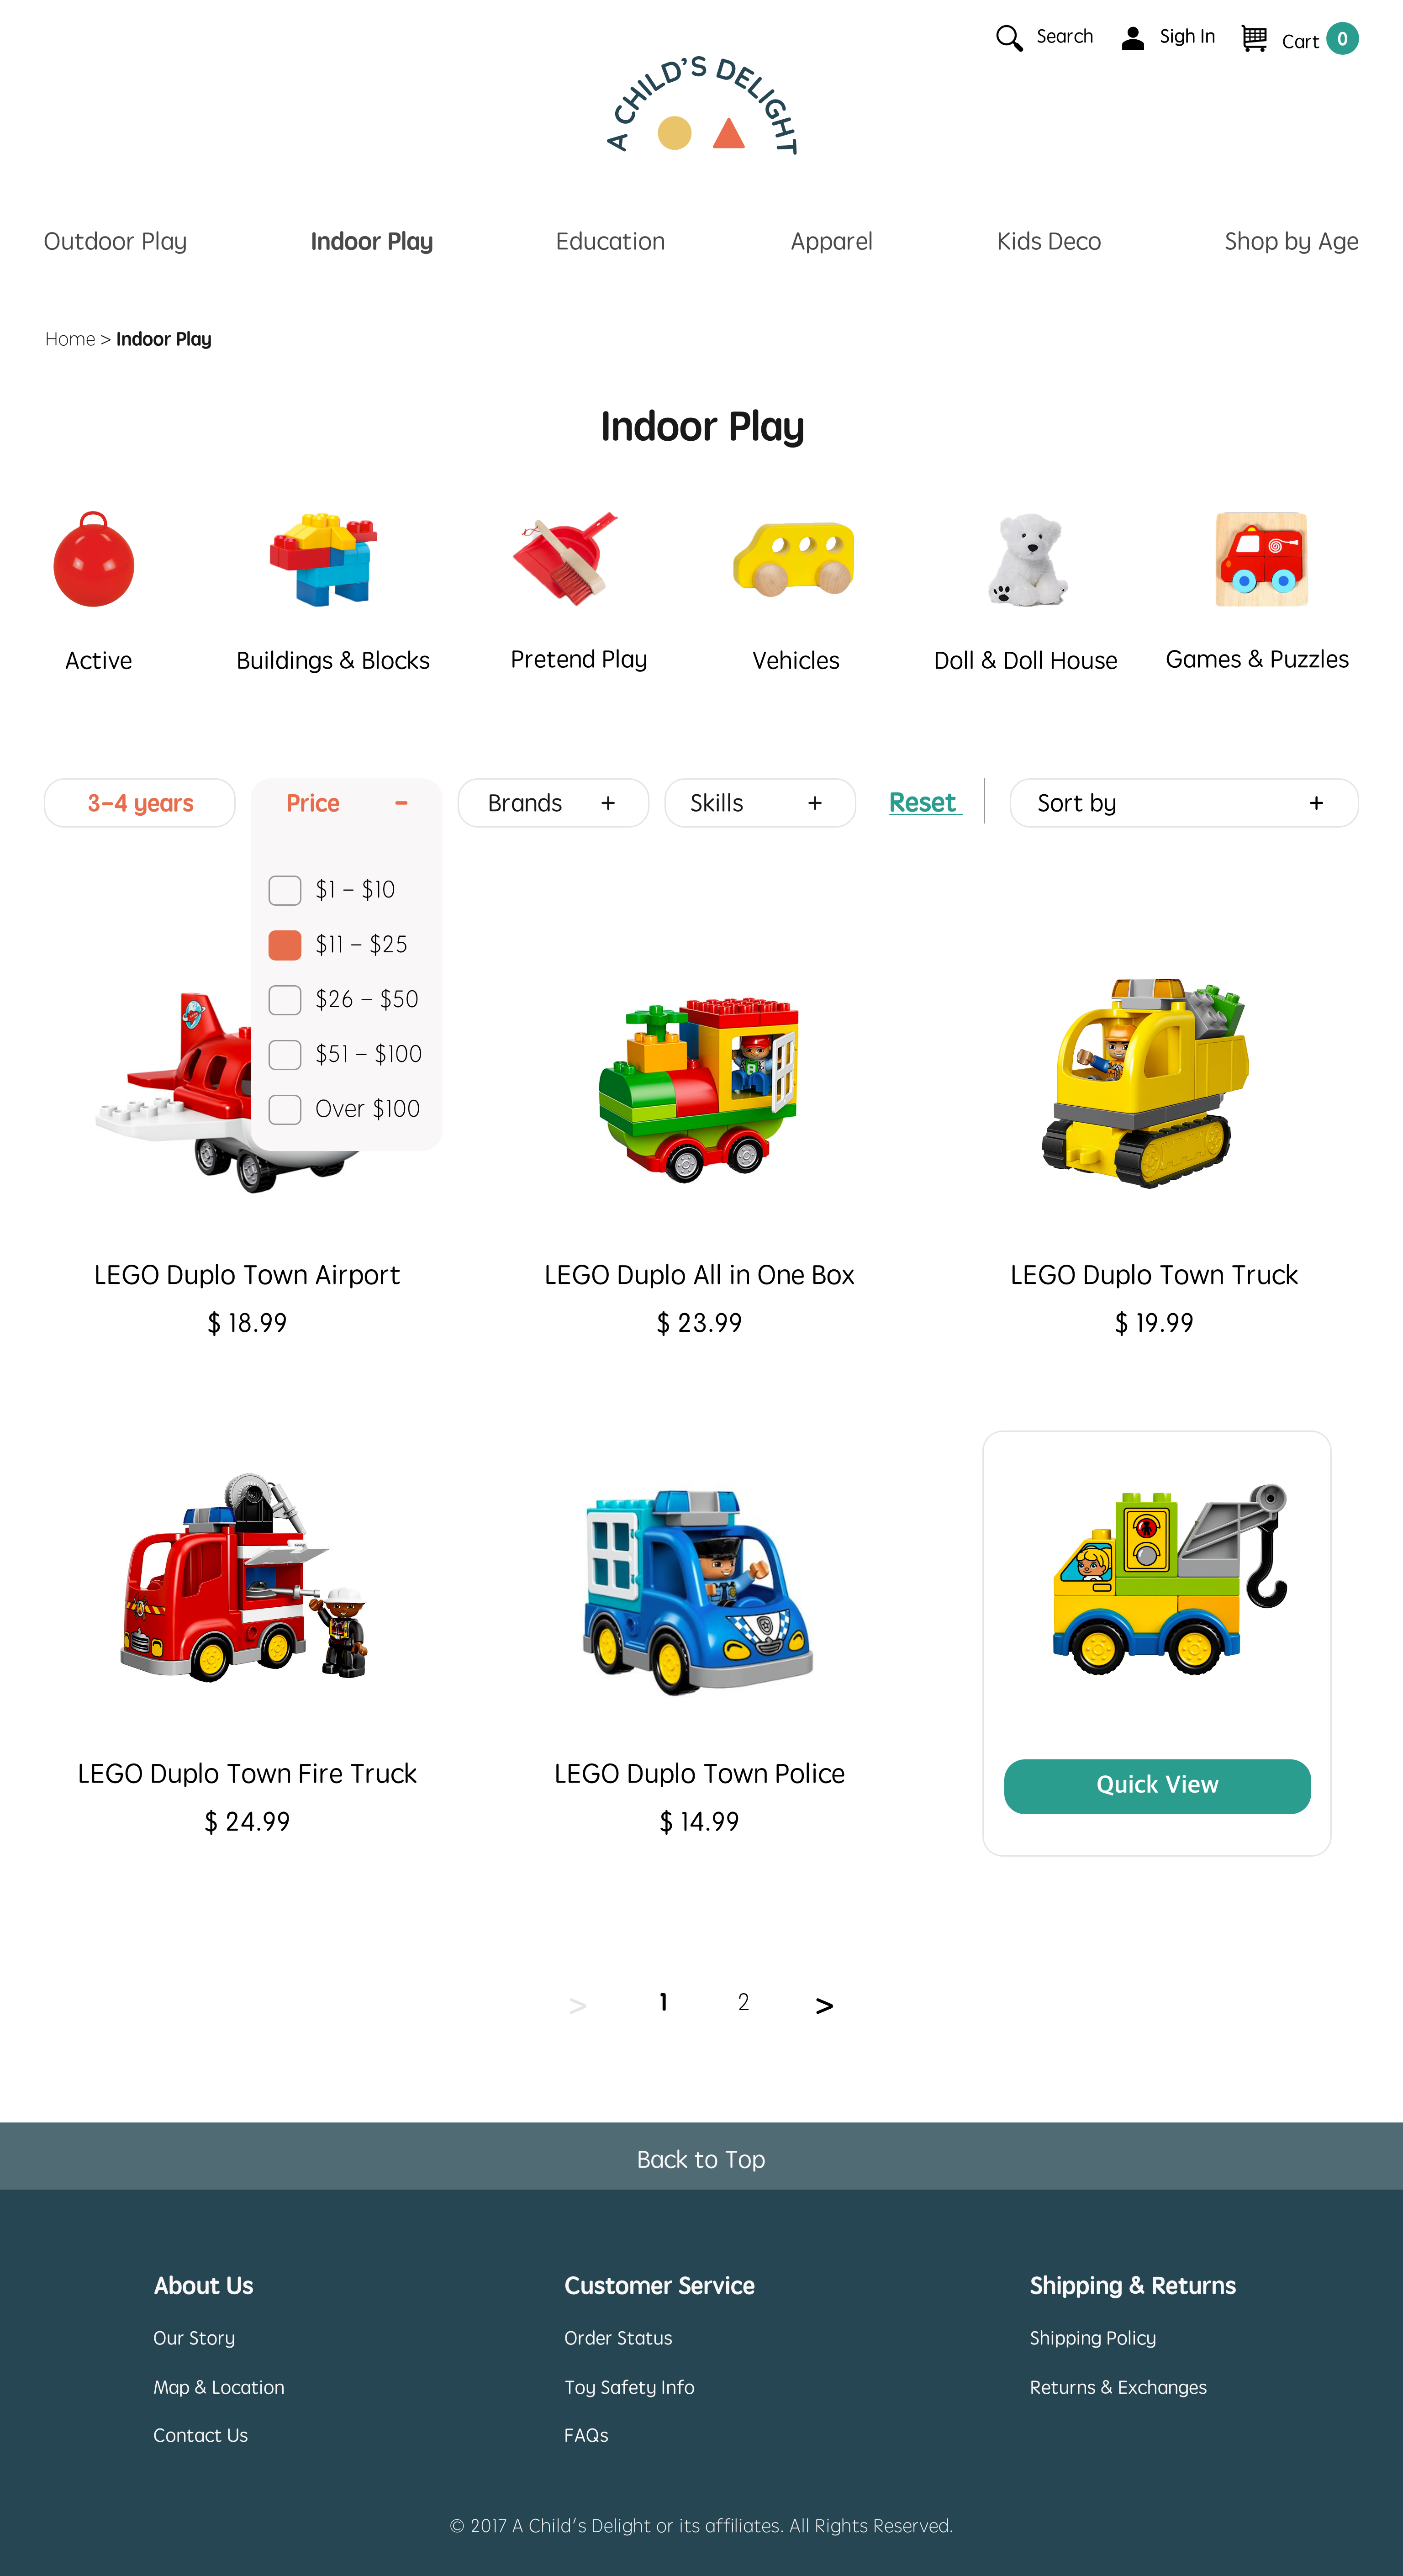 Search
Sigh In
Cart 0
A CHILD'S DELIGHT
Outdoor Play
Indoor Play
Education
Apparel
Kids Deco
Shop by Age
Home > Indoor Play
Indoor Play
Active
Buildings & Blocks
Pretend Play
Vehicles
Doll & Doll House
Games & Puzzles
3-4 years
Price -
Brands +
Skills +
Reset
Sort by +
$1 - $10
$11 - $25
$26 - $50
$51 - $100
Over $100
LEGO Duplo Town Airport
$ 18.99
LEGO Duplo All in One Box
$ 23.99
LEGO Duplo Town Truck
$ 19.99
LEGO Duplo Town Fire Truck
$ 24.99
LEGO Duplo Town Police
$ 14.99
Quick View
> 1 2 >
Back to Top
About Us
Our Story
Map & Location
Contact Us
Customer Service
Order Status
Toy Safety Info
FAQs
Shipping & Returns
Shipping Policy
Returns & Exchanges
© 2017 A Child's Delight or its affiliates. All Rights Reserved.